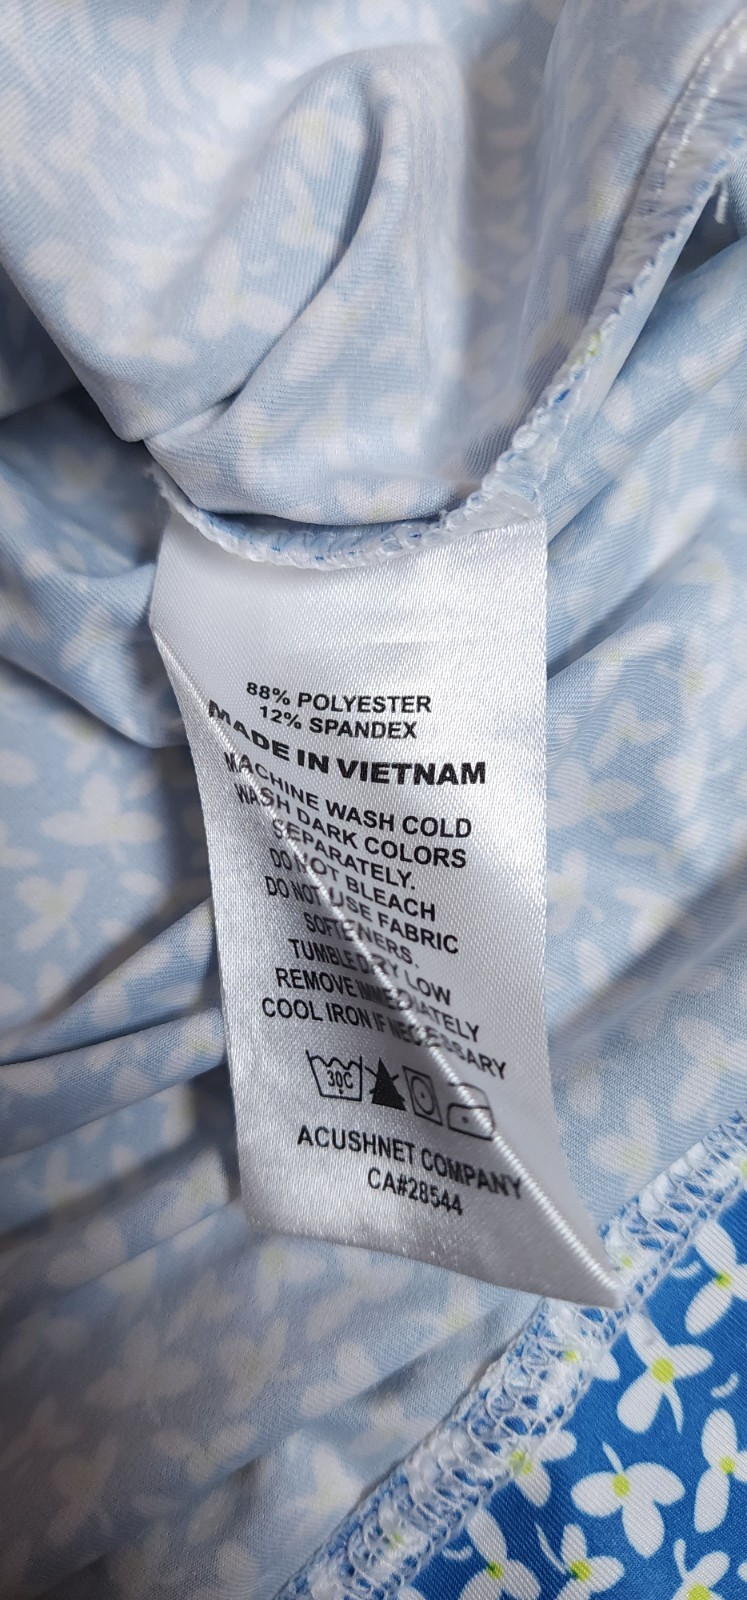 88% POLYESTER
12% SPANDEX
MADE IN VIETNAM
MACHINE WASH COLD
WASH DARK COLORS
SEPARATELY.
DO NOT BLEACH
DO NOT USE FABRIC
SOFTENERS.
TUMBLE DRY LOW
REMOVE IMMEDIATELY
COOL IRON IF NECESSARY
30C
ACUSHNET COMPANY
CA#28544